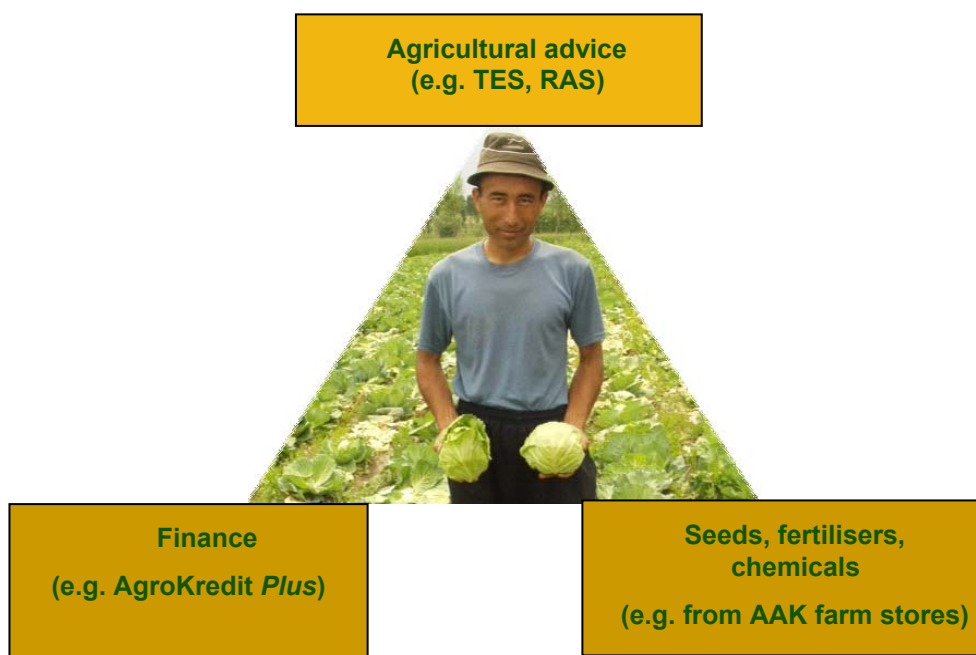 Agricultural advice
(e.g. TES, RAS)
Finance
(e.g. AgroKredit Plus)
Seeds, fertilisers,
chemicals
(e.g. from AAK farm stores)